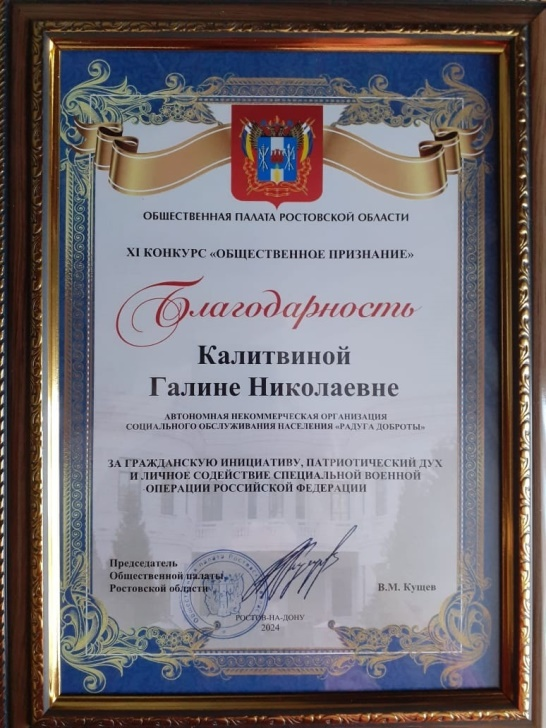 ОБЩЕСТВЕННАЯ ПАЛАТА РОСТОВСКОЙ ОБЛАСТИ
XI КОНКУРС «ОБЩЕСТВЕННОЕ ПРИЗНАНИЕ»
Благодарность
Калитвиной
Галине Николаевне
АВТОНОМНАЯ НЕКОММЕРЧЕСКАЯ ОРГАНИЗАЦИЯ
СОЦИАЛЬНОГО ОБСЛУЖИВАНИЯ НАСЕЛЕНИЯ «РАДУГА ДОБРОТЫ»
ЗА ГРАЖДАНСКУЮ ИНИЦИАТИВУ, ПАТРИОТИЧЕСКИЙ ДУХ
И ЛИЧНОЕ СОДЕЙСТВИЕ СПЕЦИАЛЬНОЙ ВОЕННОЙ
ОПЕРАЦИИ РОССИЙСКОЙ ФЕДЕРАЦИИ
Председатель
Общественной палаты
Ростовской области
В.М. Кущев
РОСТОВ-НА-ДОНУ
2024